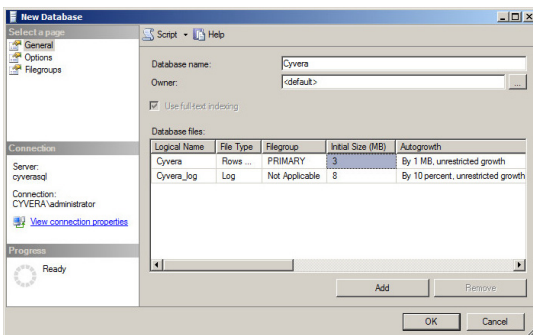 New Database
Select a page
General
Options
Filegroups
Script
Help
Database name:
Cyvera
Owner:
<default>
...
Use full-text indexing
Database files:
Logical Name File Type Filegroup Initial Size (MB) Autogrowth
Cyvera Rows ... PRIMARY 3 By 1 MB, unrestricted growth
Cyvera_log Log Not Applicable 8 By 10 percent, unrestricted growth
Connection
Server:
cyverasql
Connection:
CYVERA\administrator
View connection properties
Progress
Ready
Add
Remove
OK
Cancel